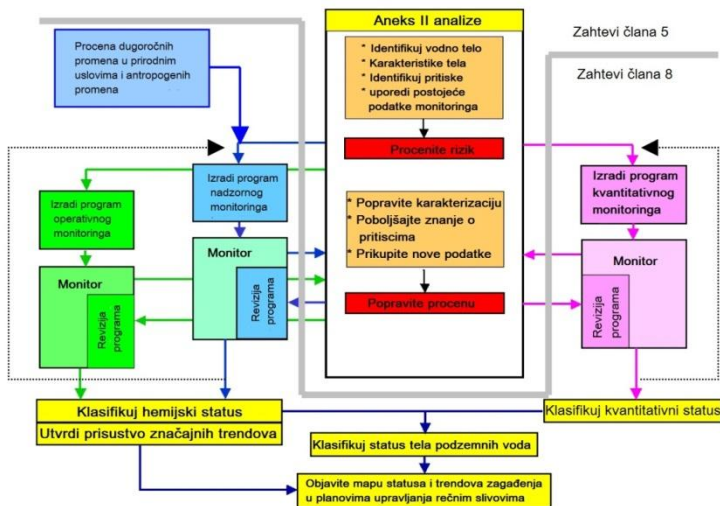 Aneks II analize
Zahtevi člana 5
Zahtevi člana 8
Procena dugoročnih
promena u prirodnim
uslovima i antropogenih
promena
* Identifikuj vodno telo
* Karakteristike tela
* Identifikuj pritiske
* uporedi postojeće
podatke monitoringa
Procenite rizik
Izradi program
operativnog
monitoringa
Izradi program
nadzornog
monitoringa
* Popravite karakterizaciju
* Poboljšajte znanje o
pritiscima
* Prikupite nove podatke
Izradi program
kvantitativnog
monitoringa
Monitor
Revizija
programa
Monitor
Revizija
programa
Popravite procenu
Monitor
Revizija
programa
Klasifikuj hemijski status
Utvrdi prisustvo značajnih trendova
Klasifikuj kvantitativni status
Klasifikuj status tela podzemnih voda
Objavite mapu statusa i trendova zagađenja
u planovima upravljanja rečnim slivovima